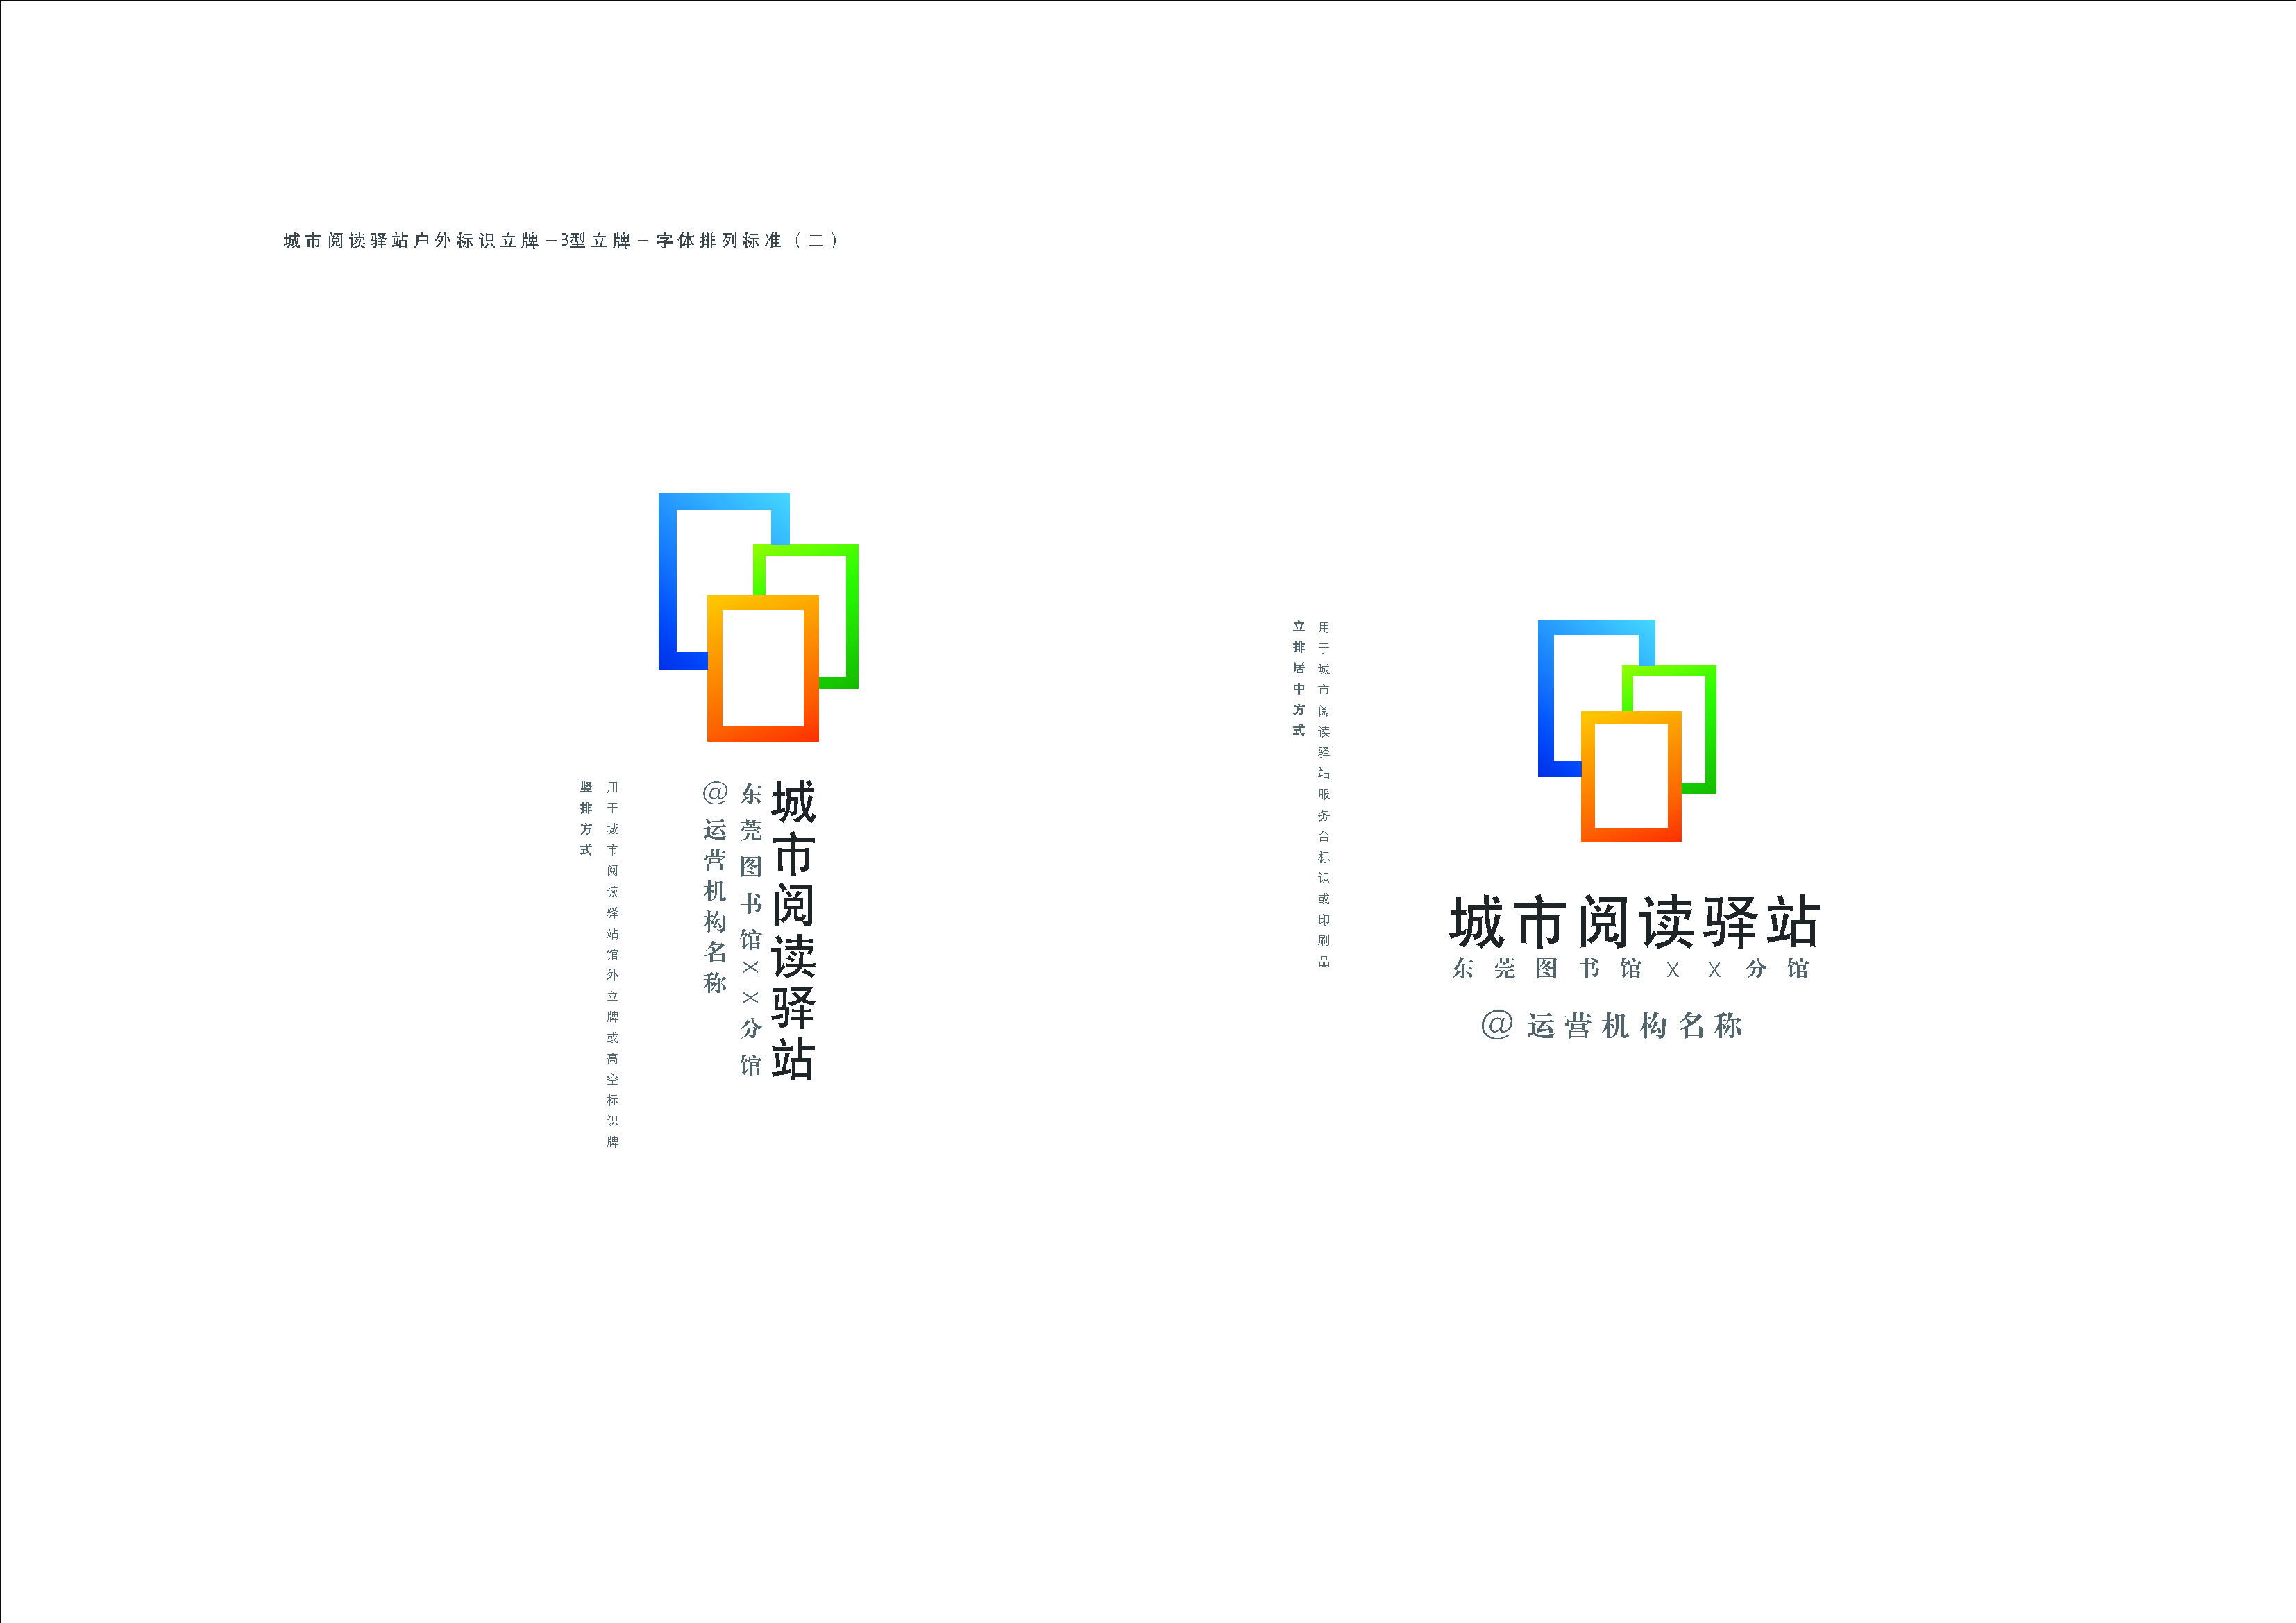 城市阅读驿站户外标识立牌－B型立牌－字体排列标准（二）
竖排方式
用于城市阅读驿站馆外立牌或高空标识牌
城市阅读驿站
东莞图书馆××分馆
@运营机构名称
立排居中方式
用于城市阅读驿站服务台标识或印刷品
城市阅读驿站
东莞图书馆××分馆
@运营机构名称